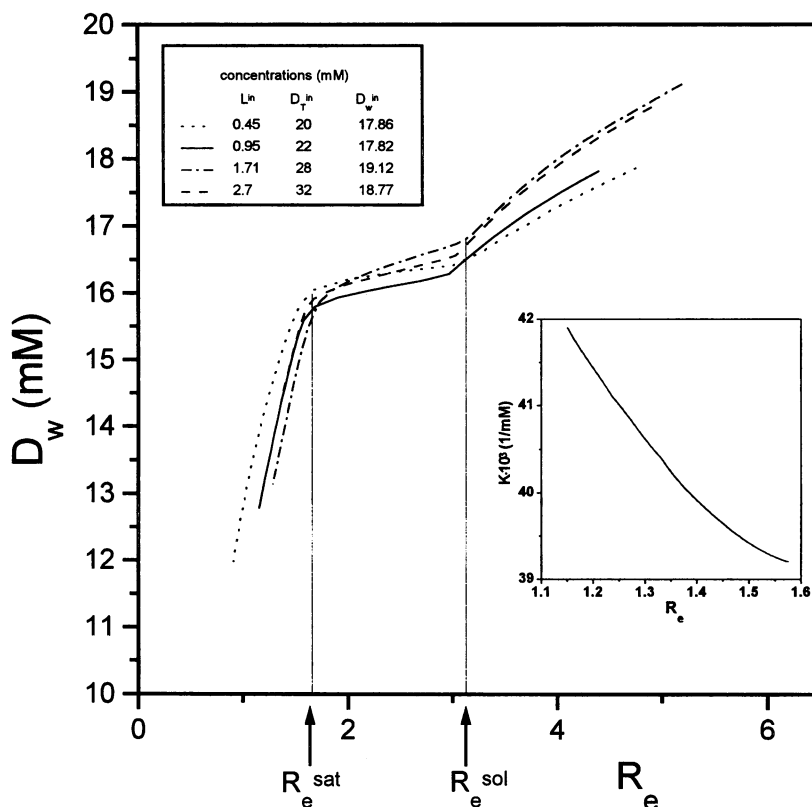 20
19
18
17
16
15
14
13
12
11
10
D_w (mM)
concentrations (mM)
L^in D_T^in D_w^in
0.45 20 17.86
0.95 22 17.82
1.71 28 19.12
2.7 32 18.77
42
41
40
39
K·10³ (1/mM)
1.1 1.2 1.3 1.4 1.5 1.6
R_e
0 2 4 6
R_e^sat R_e^sol R_e